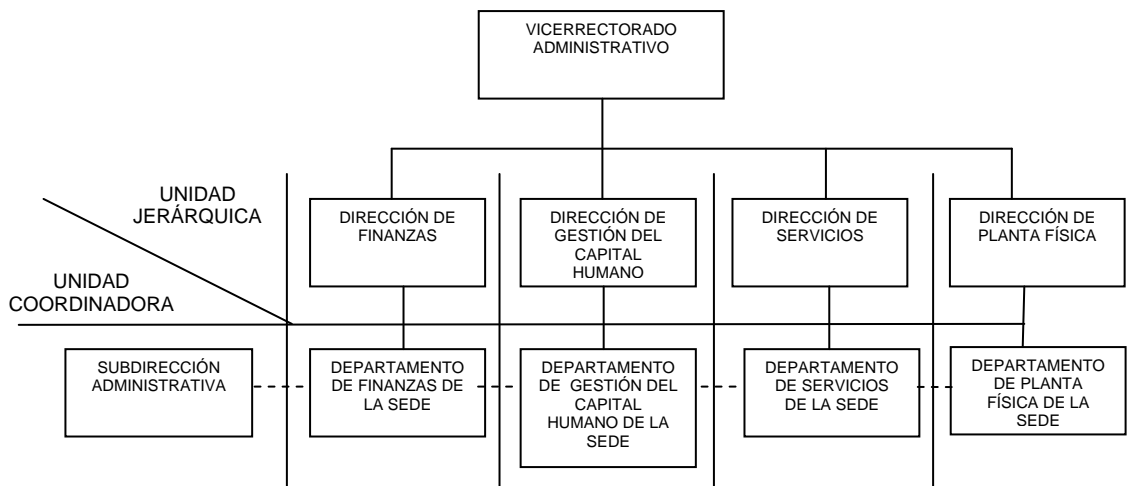 VICERRECTORADO
ADMINISTRATIVO
UNIDAD
JERÁRQUICA
UNIDAD
COORDINADORA
DIRECCIÓN DE
FINANZAS
DIRECCIÓN DE
GESTIÓN DEL
CAPITAL
HUMANO
DIRECCIÓN DE
SERVICIOS
DIRECCIÓN DE
PLANTA FÍSICA
SUBDIRECCIÓN
ADMINISTRATIVA
DEPARTAMENTO
DE FINANZAS DE
LA SEDE
DEPARTAMENTO
DE GESTIÓN DEL
CAPITAL
HUMANO DE LA
SEDE
DEPARTAMENTO
DE SERVICIOS
DE LA SEDE
DEPARTAMENTO
DE PLANTA
FÍSICA DE LA
SEDE